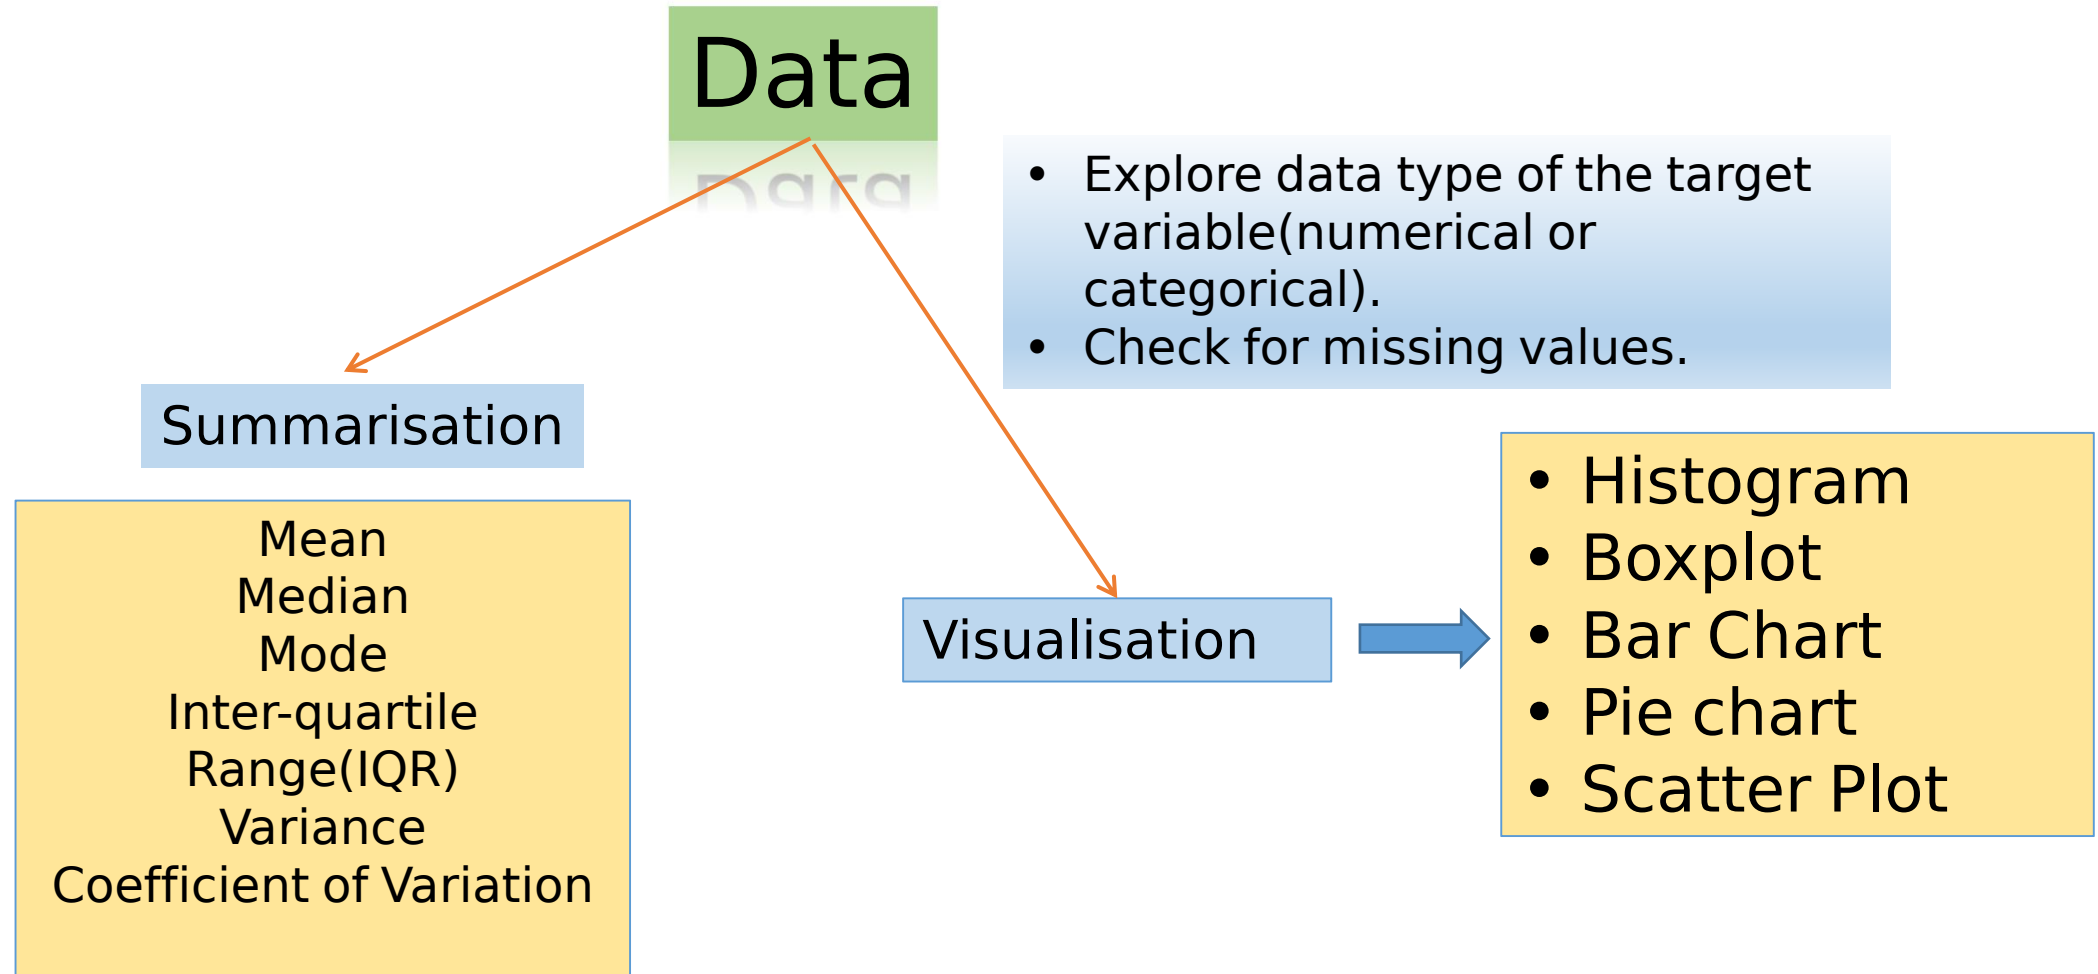 Data
• Explore data type of the target
variable(numerical or
categorical).
• Check for missing values.
Summarisation
Mean
Median
Mode
Inter-quartile
Range(IQR)
Variance
Coefficient of Variation
Visualisation
• Histogram
• Boxplot
• Bar Chart
• Pie chart
• Scatter Plot